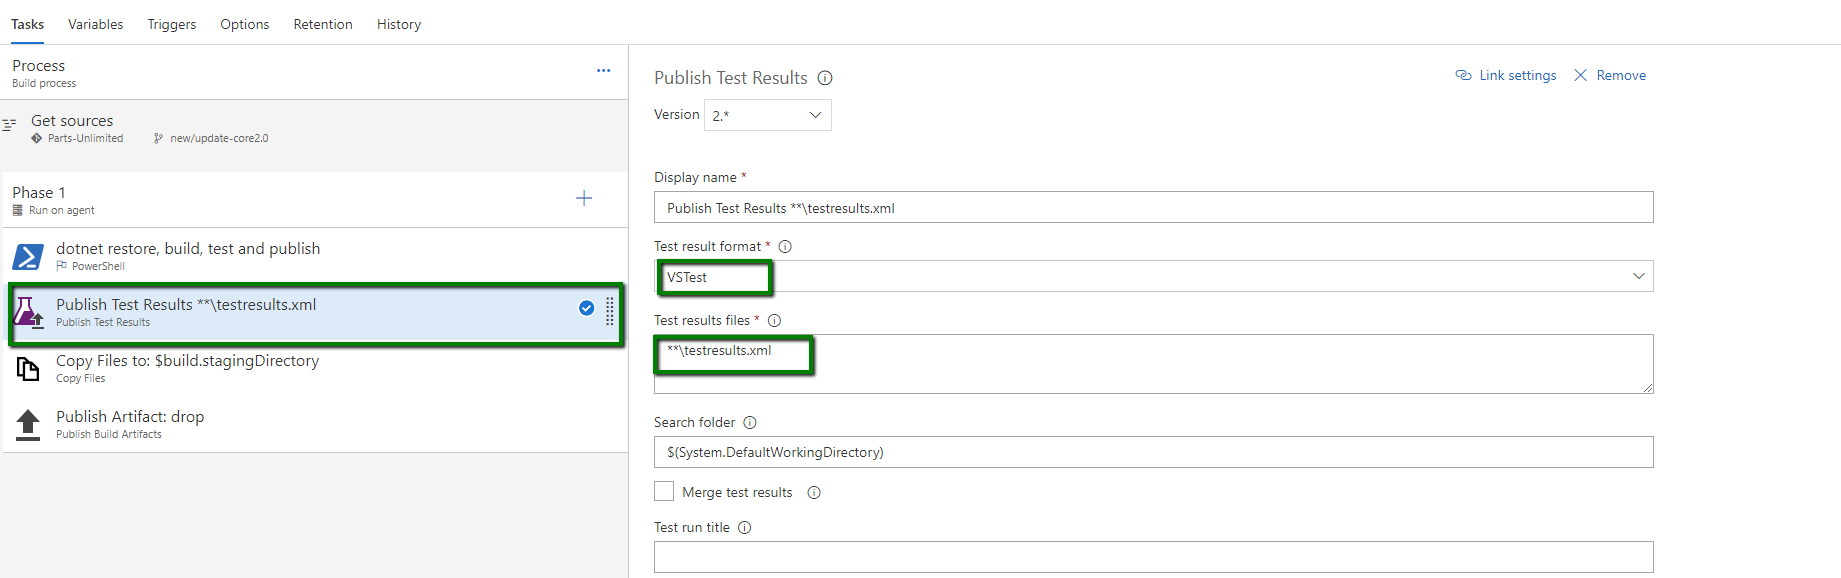 Tasks Variables Triggers Options Retention History
Process
Build process
Get sources
Parts-Unlimited new/update-core2.0
Phase 1
Run on agent
dotnet restore, build, test and publish
PowerShell
Publish Test Results **\testresults.xml
Publish Test Results
Copy Files to: $build.stagingDirectory
Copy Files
Publish Artifact: drop
Publish Build Artifacts
Publish Test Results
Link settings Remove
Version 2.*
Display name *
Publish Test Results **\testresults.xml
Test result format *
VSTest
Test results files *
**\testresults.xml
Search folder
$(System.DefaultWorkingDirectory)
Merge test results
Test run title